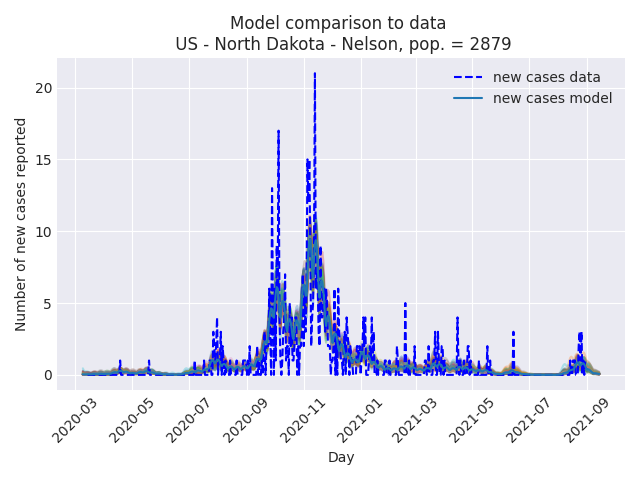 Model comparison to data
US - North Dakota - Nelson, pop. = 2879
new cases data
new cases model
Number of new cases reported
20
15
10
5
0
2020-03
2020-05
2020-07
2020-09
2020-11
2021-01
2021-03
2021-05
2021-07
2021-09
Day